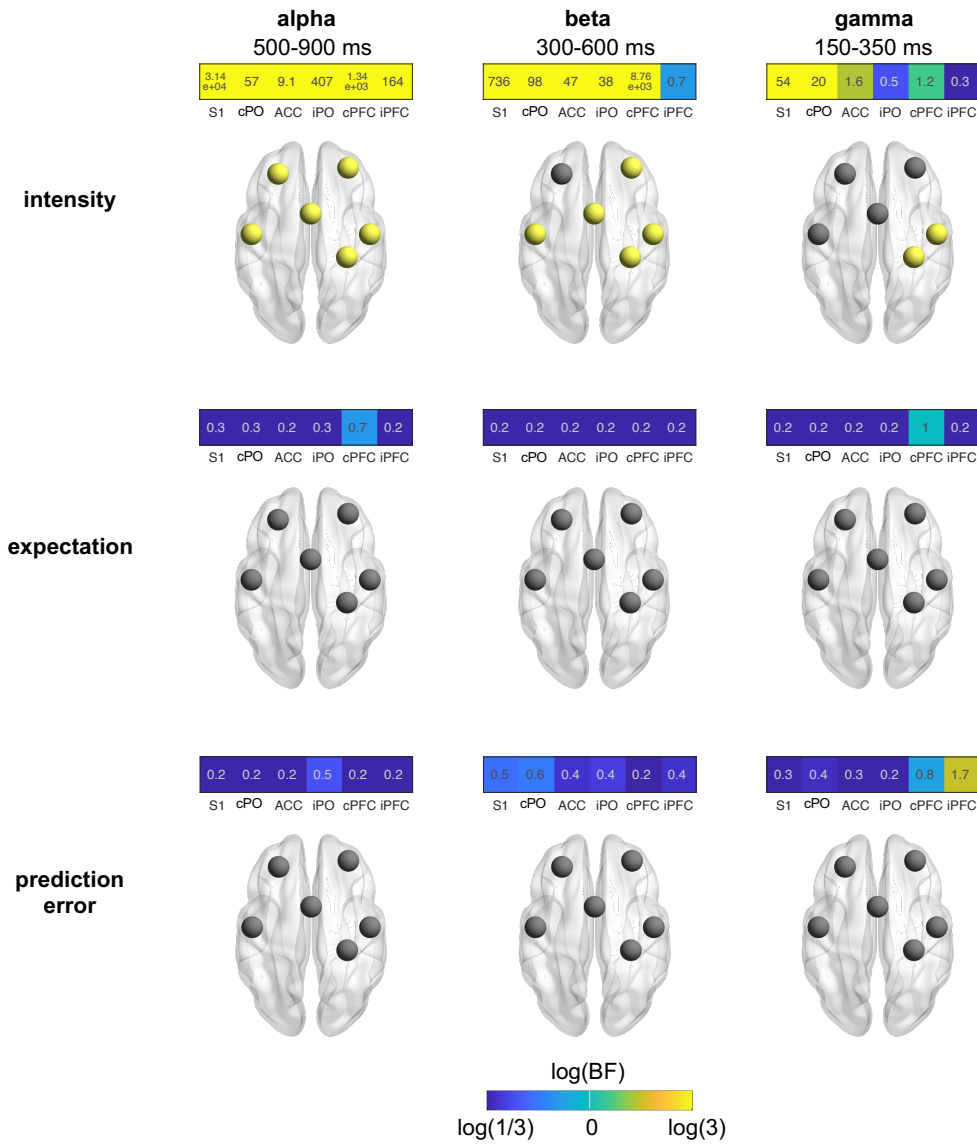 alpha beta gamma
500-900 ms 300-600 ms 150-350 ms
3.14 e+04 57 9.1 407 1.34 e+03 164
736 98 47 38 8.76 e+03 0.7
54 20 1.6 0.5 1.2 0.3
S1 cPO ACC iPO cPFC iPFC
S1 cPO ACC iPO cPFC iPFC
S1 cPO ACC iPO cPFC iPFC
intensity
0.3 0.3 0.2 0.3 0.7 0.2
0.2 0.2 0.2 0.2 0.2 0.2
0.2 0.2 0.2 0.2 1 0.2
S1 cPO ACC iPO cPFC iPFC
S1 cPO ACC iPO cPFC iPFC
S1 cPO ACC iPO cPFC iPFC
expectation
0.2 0.2 0.2 0.5 0.2 0.2
0.5 0.6 0.4 0.4 0.2 0.4
0.3 0.4 0.3 0.2 0.8 1.7
S1 cPO ACC iPO cPFC iPFC
S1 cPO ACC iPO cPFC iPFC
S1 cPO ACC iPO cPFC iPFC
prediction
error
log(BF)
log(1/3) 0 log(3)